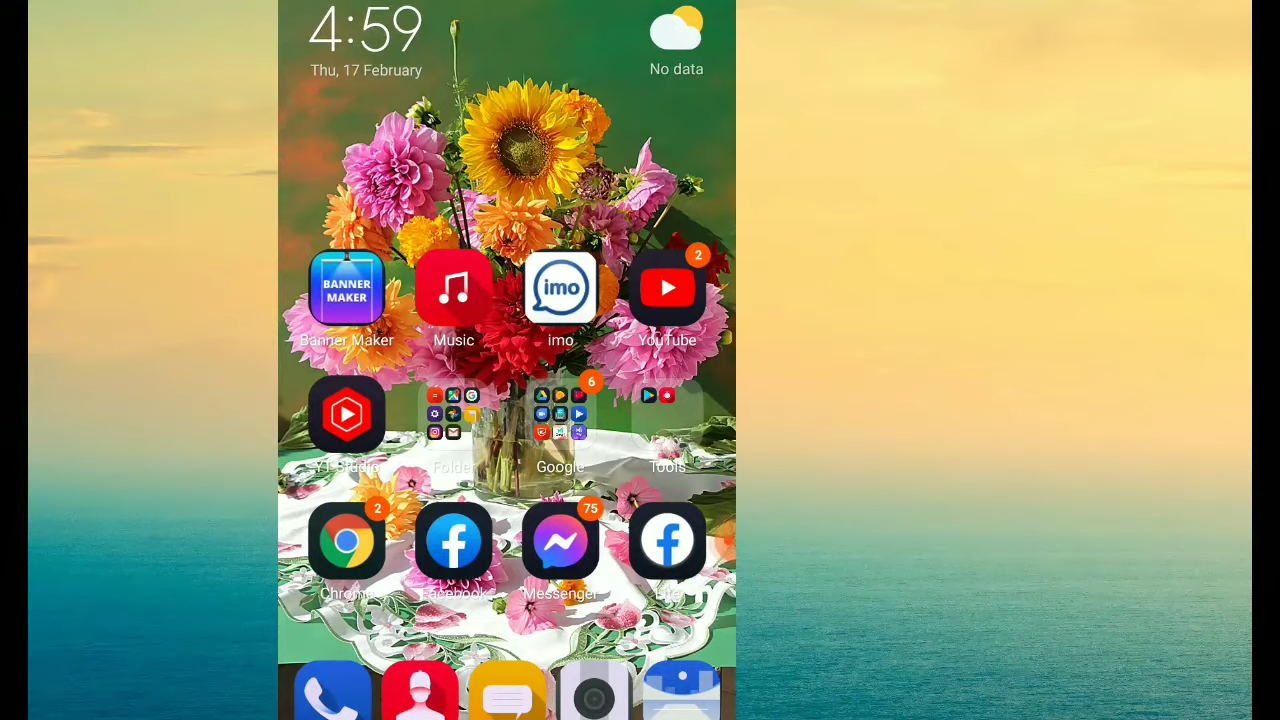 4:59
Thu, 17 February
No data
2
BANNER
MAKER
imo
Banner Maker
Music
imo
YouTube
6
YT Studio
Folder
Google
Tools
2
75
Chrome
Facebook
Messenger
Lite